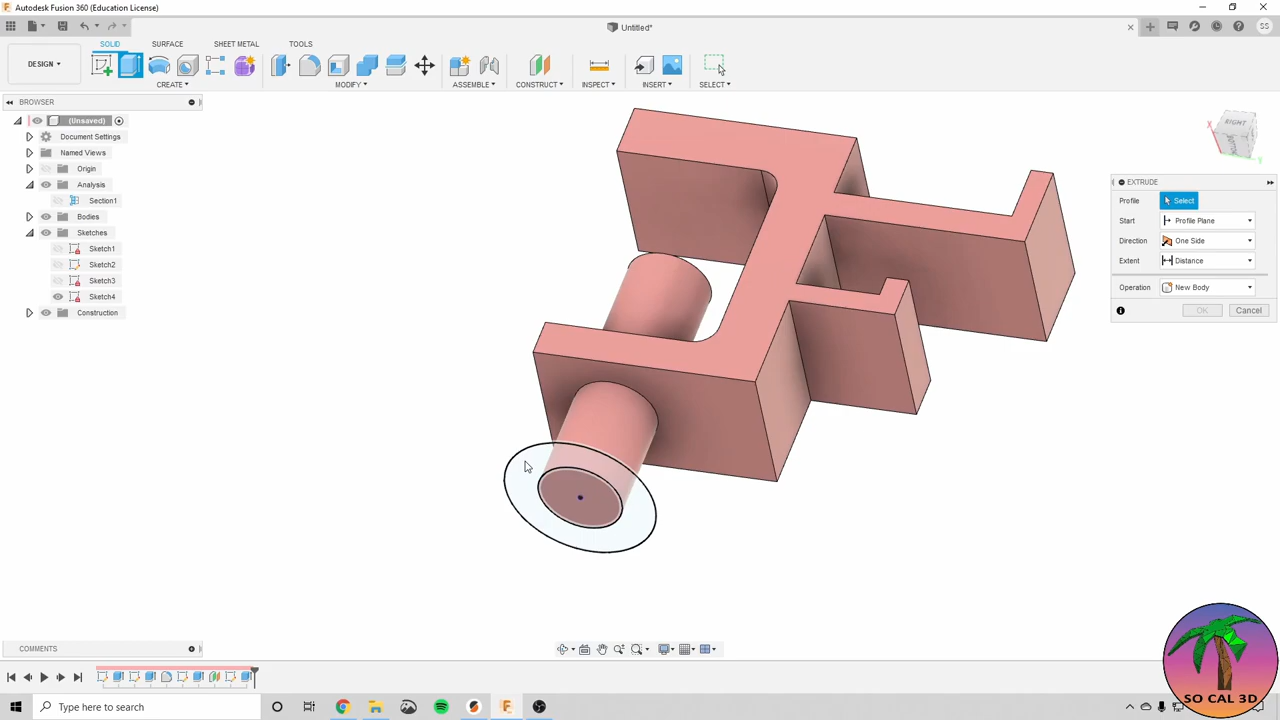 Autodesk Fusion 360 (Education License)
Untitled*
SS
DESIGN
SOLID
SURFACE
SHEET METAL
TOOLS
CREATE
MODIFY
ASSEMBLE
CONSTRUCT
INSPECT
INSERT
SELECT
BROWSER
(Unsaved)
Document Settings
Named Views
Origin
Analysis
Section1
Bodies
Sketches
Sketch1
Sketch2
Sketch3
Sketch4
Construction
RIGHT
X
Y
EXTRUDE
Profile Select
Start Profile Plane
Direction One Side
Extent Distance
Operation New Body
OK Cancel
COMMENTS
Type here to search
SO CAL 3D